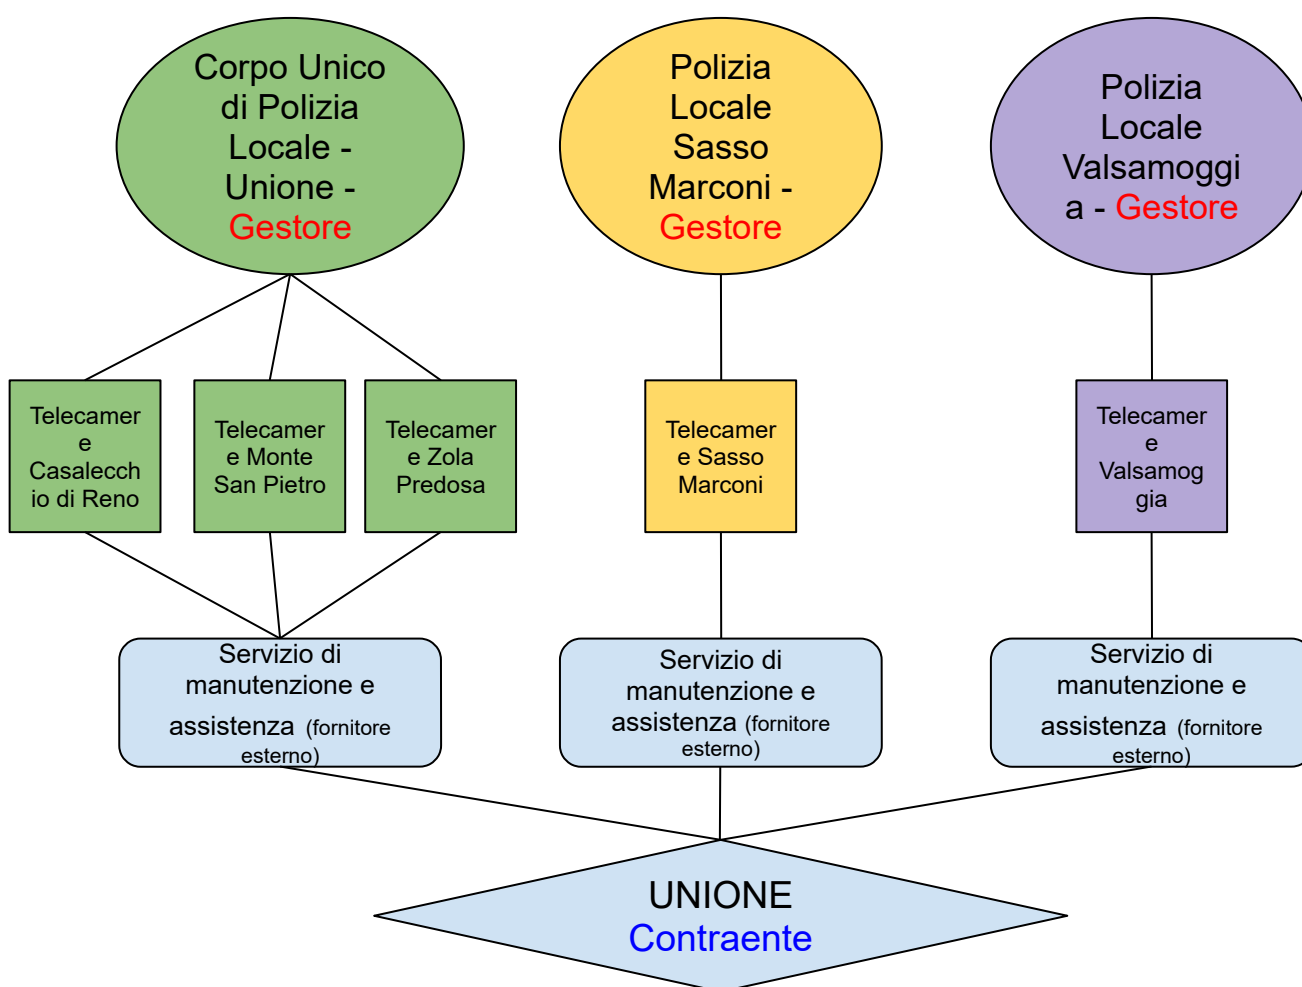 Corpo Unico
di Polizia
Locale -
Unione -
Gestore
Polizia
Locale
Sasso
Marconi -
Gestore
Polizia
Locale
Valsamoggi
a - Gestore
Telecamer
e
Casalecch
io di Reno
Telecamer
e Monte
San Pietro
Telecamer
e Zola
Predosa
Telecamer
e Sasso
Marconi
Telecamer
e
Valsamog
gia
Servizio di
manutenzione e
assistenza (fornitore
esterno)
Servizio di
manutenzione e
assistenza (fornitore
esterno)
Servizio di
manutenzione e
assistenza (fornitore
esterno)
UNIONE
Contraente